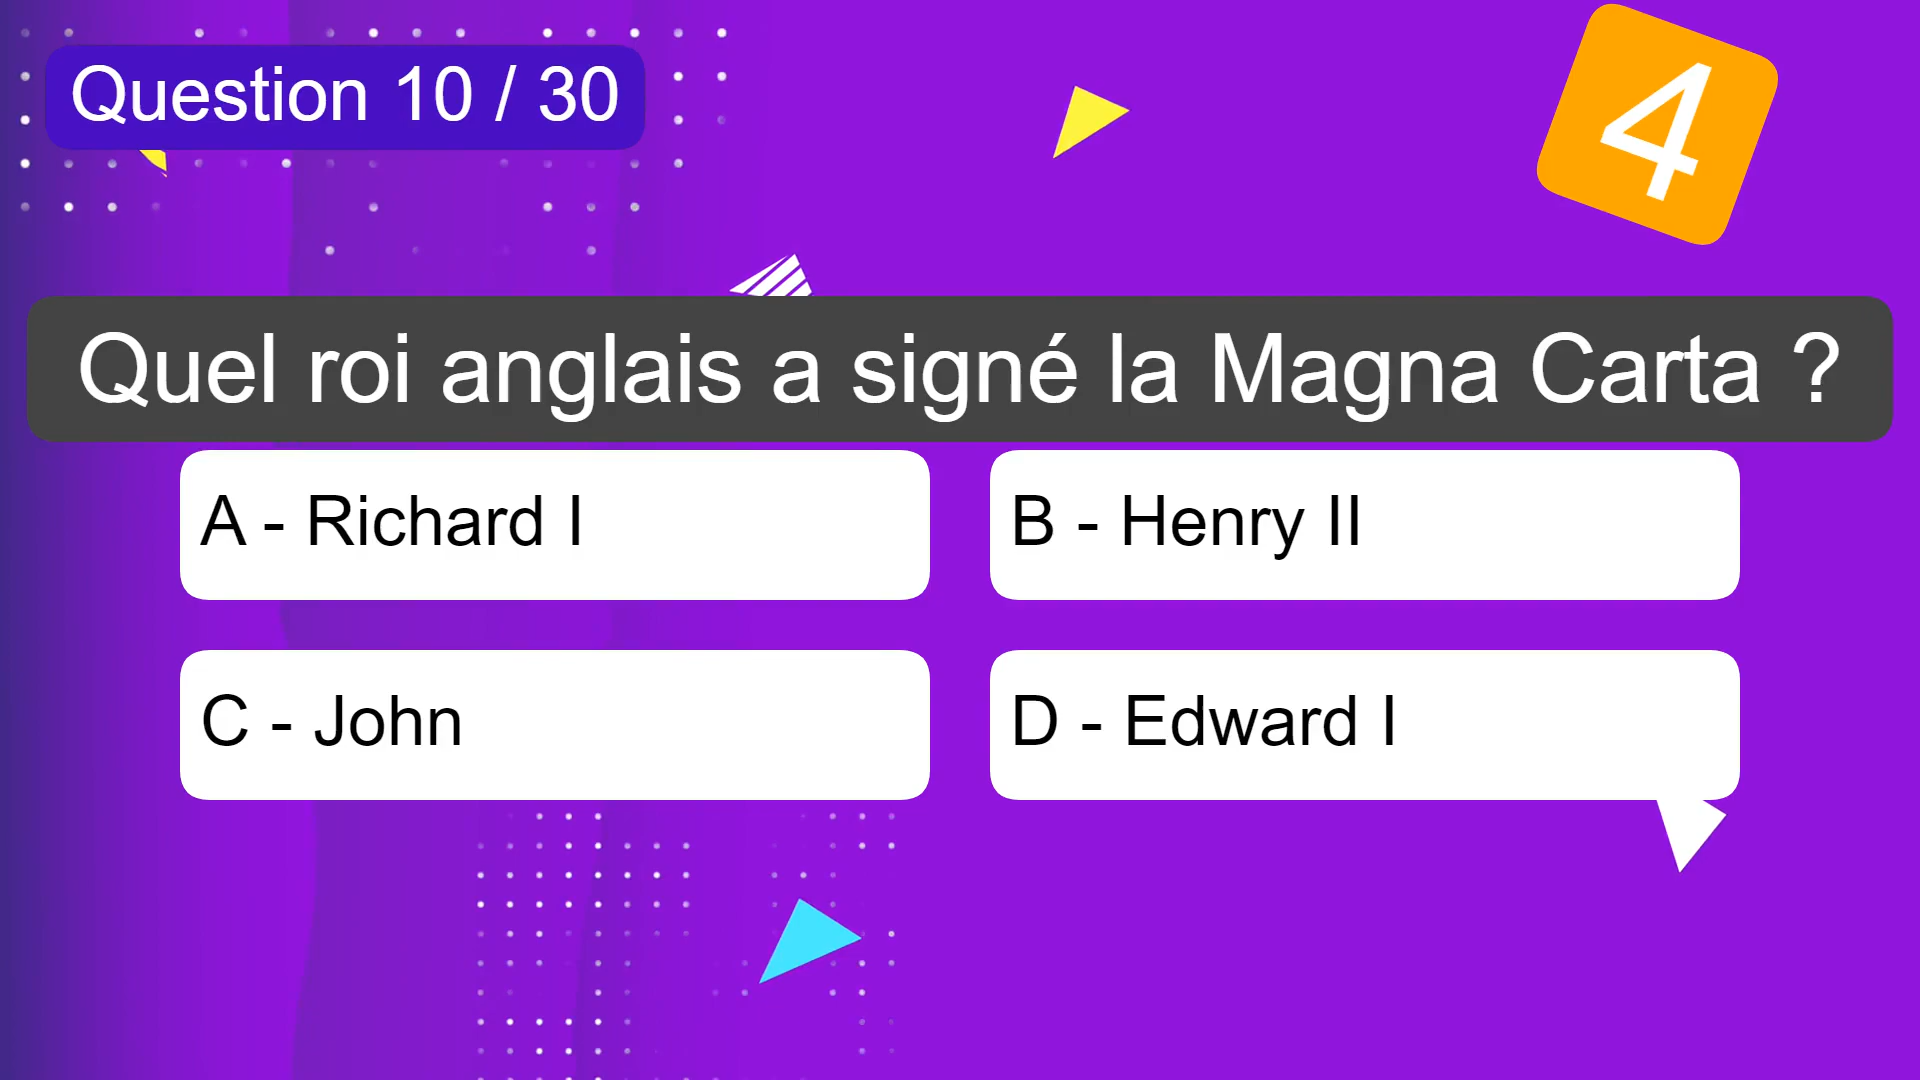 Question 10 / 30
4
Quel roi anglais a signé la Magna Carta ?
A - Richard I
B - Henry II
C - John
D - Edward I